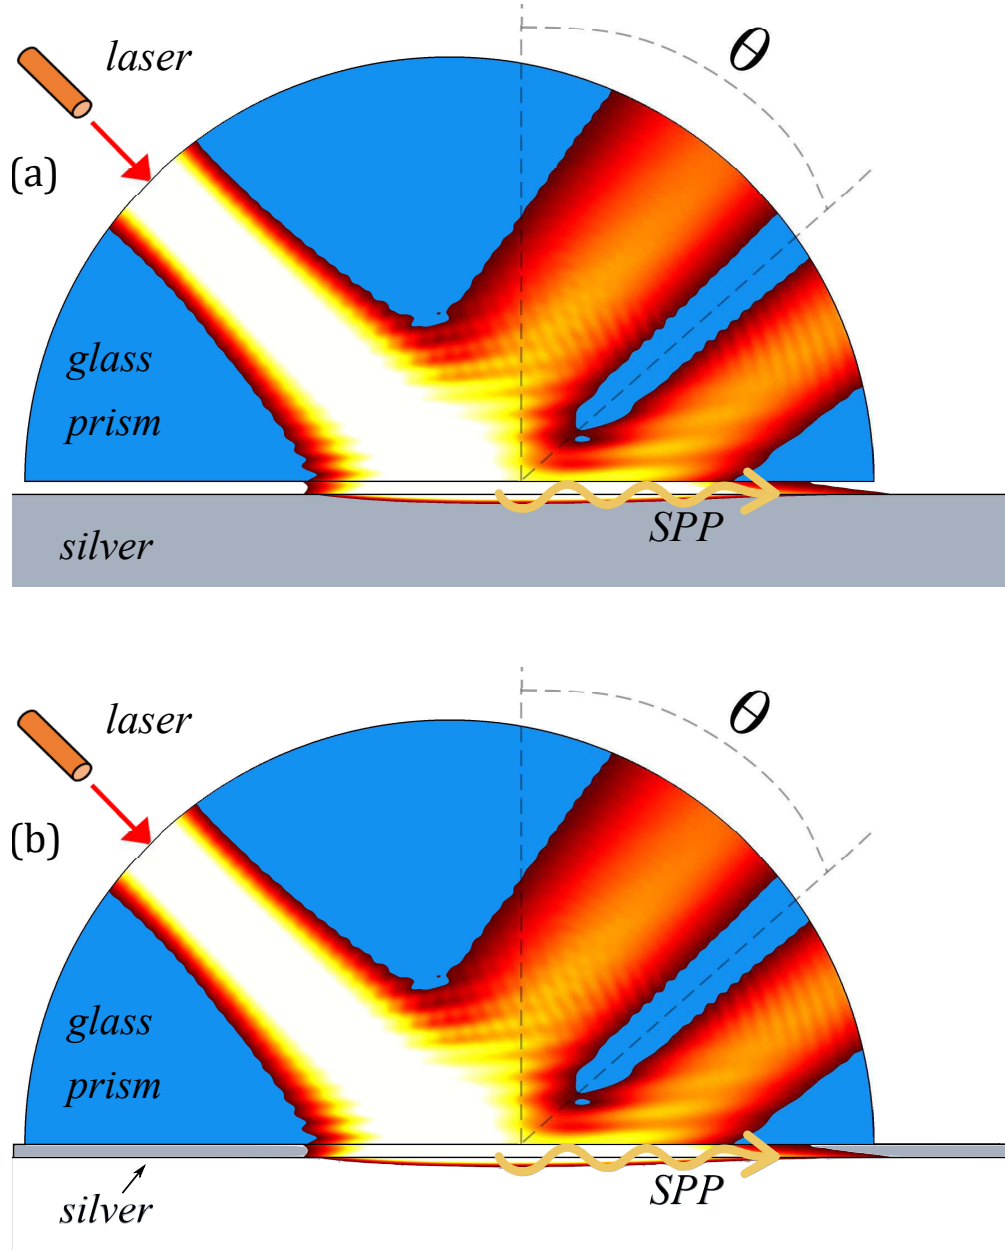 laser
θ
(a)
glass
prism
SPP
silver
laser
θ
(b)
glass
prism
SPP
silver